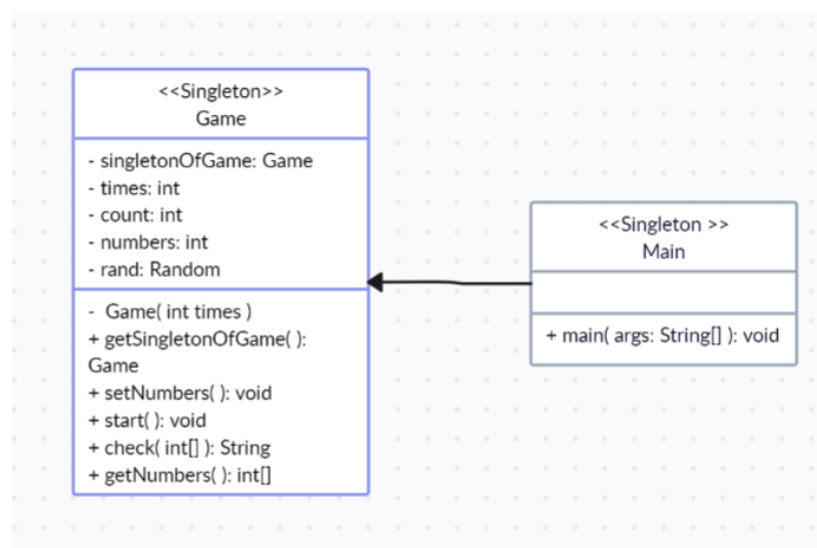 <<Singleton>>
Game
- singletonOfGame: Game
- times: int
- count: int
- numbers: int
- rand: Random
- Game( int times )
+ getSingletonOfGame( ):
Game
+ setNumbers( ): void
+ start( ): void
+ check( int[] ): String
+ getNumbers( ): int[]
<<Singleton >>
Main
+ main( args: String[] ): void